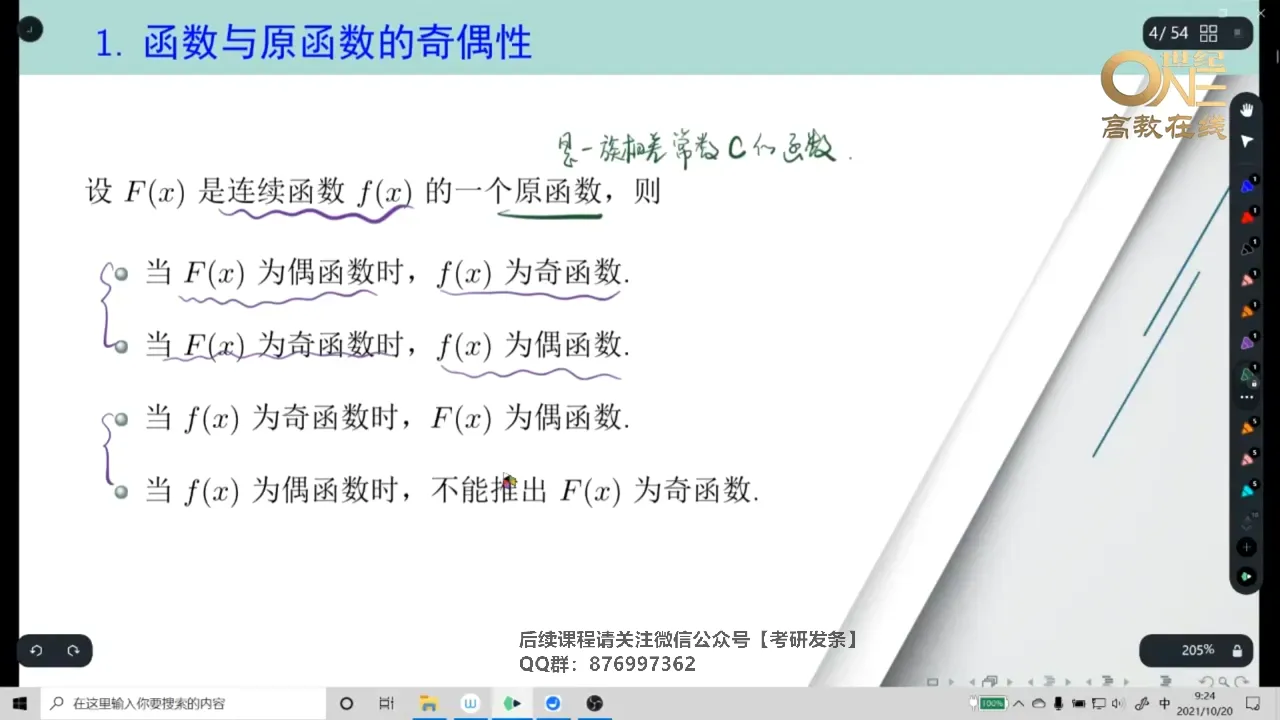 1. 函数与原函数的奇偶性
4/54
世纪
ONE
高教在线
是一族相差常数 C 的函数.
设 F(x) 是连续函数 f(x) 的一个原函数，则
当 F(x) 为偶函数时，f(x) 为奇函数.
当 F(x) 为奇函数时，f(x) 为偶函数.
当 f(x) 为奇函数时，F(x) 为偶函数.
当 f(x) 为偶函数时，不能推出 F(x) 为奇函数.
后续课程请关注微信公众号【考研发条】
QQ群：876997362
205%
在这里输入你要搜索的内容
100%
中
9:24
2021/10/20